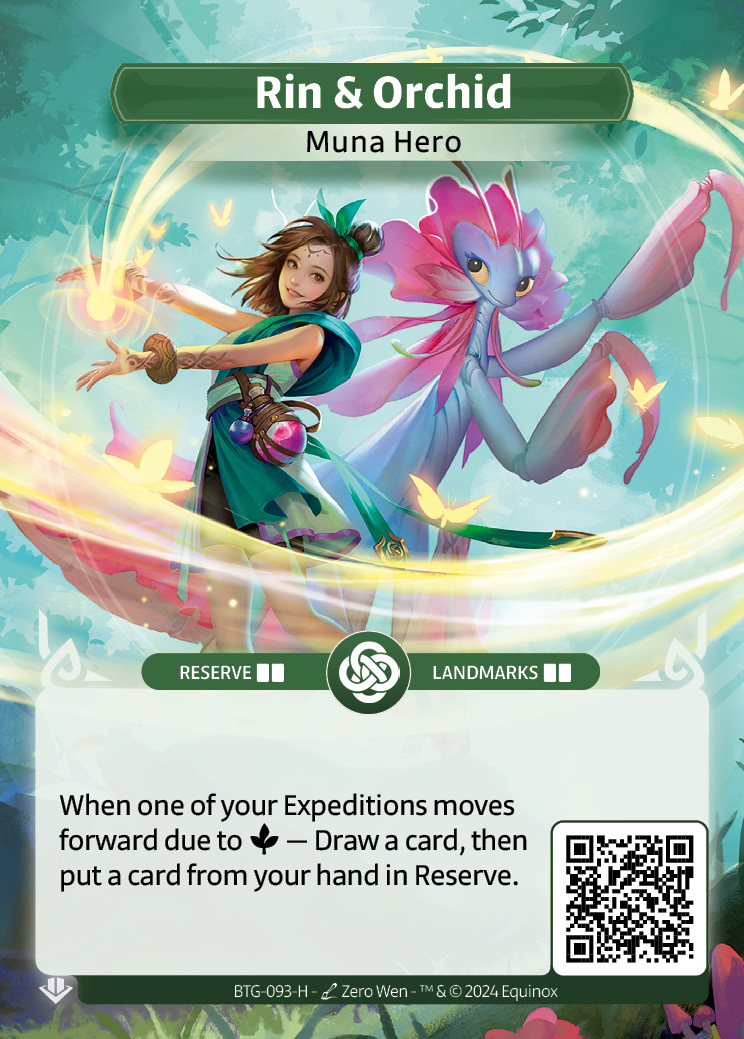 Rin & Orchid
Muna Hero
RESERVE
LANDMARKS
When one of your Expeditions moves
forward due to — Draw a card, then
put a card from your hand in Reserve.
BTG-093-H - Zero Wen - ™ & © 2024 Equinox